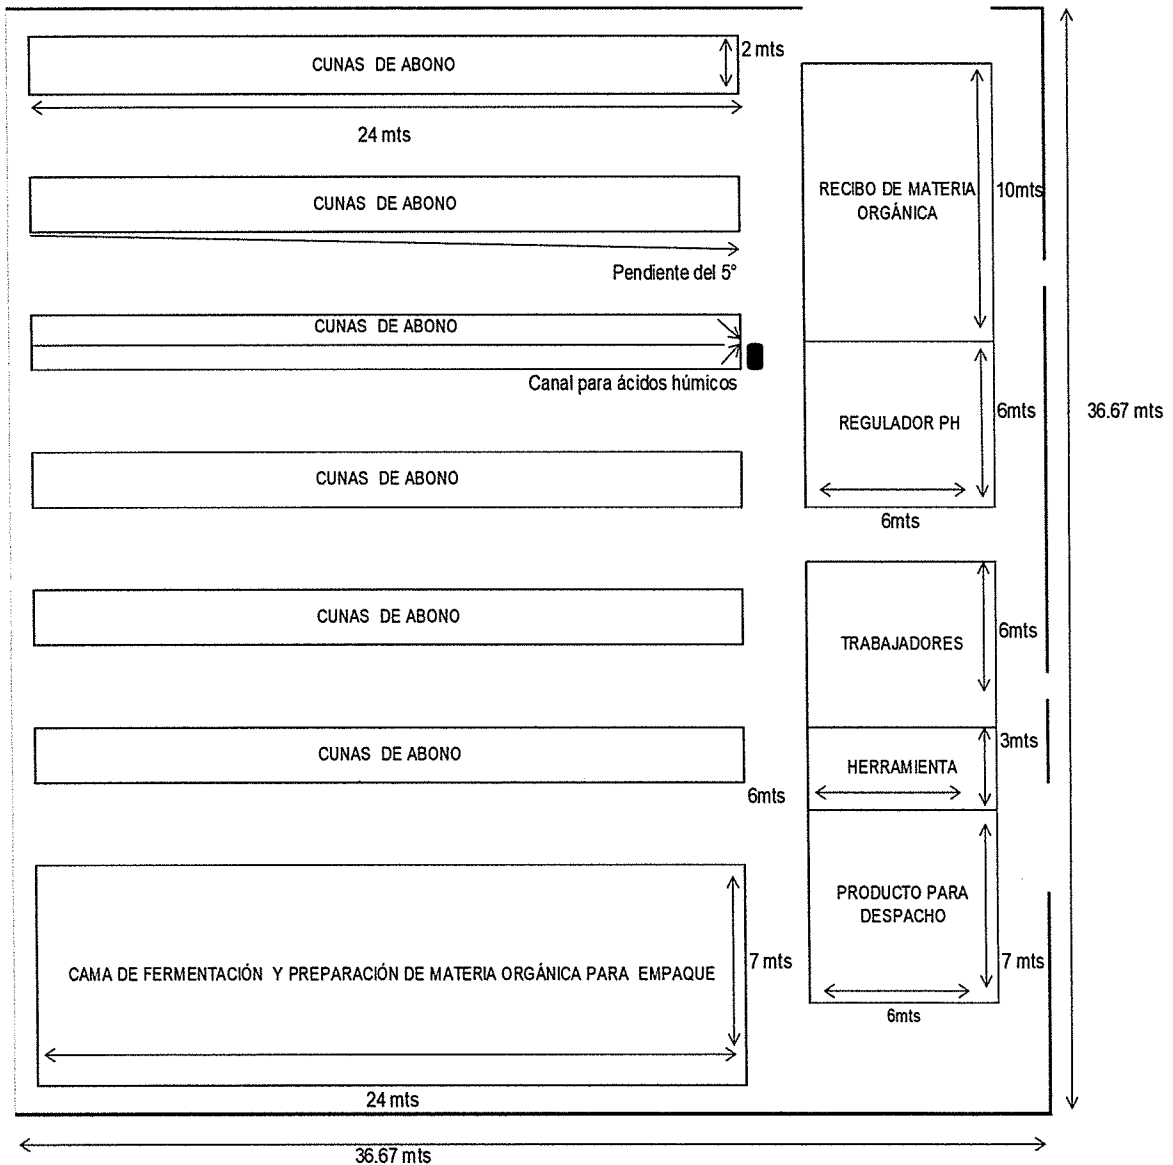 CUNAS DE ABONO
2 mts
24 mts
RECIBO DE MATERIA
ORGÁNICA
10mts
CUNAS DE ABONO
Pendiente del 5°
CUNAS DE ABONO
Canal para ácidos húmicos
REGULADOR PH
6mts
6mts
36.67 mts
CUNAS DE ABONO
CUNAS DE ABONO
TRABAJADORES
6mts
CUNAS DE ABONO
6mts
HERRAMIENTA
3mts
PRODUCTO PARA
DESPACHO
7 mts
6mts
CAMA DE FERMENTACIÓN Y PREPARACIÓN DE MATERIA ORGÁNICA PARA EMPAQUE
7 mts
24 mts
36.67 mts